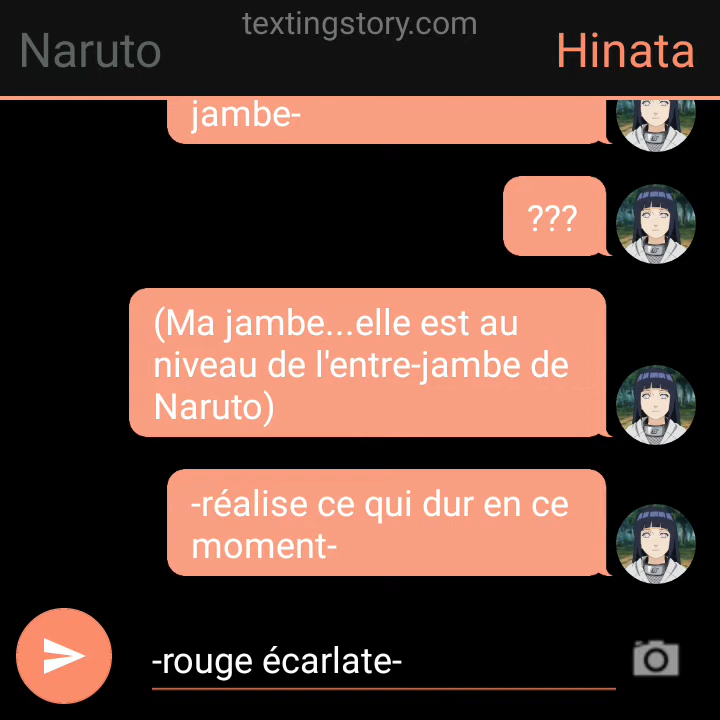 textingstory.com
Naruto
Hinata
jambe-
???
(Ma jambe...elle est au
niveau de l'entre-jambe de
Naruto)
-réalise ce qui dur en ce
moment-
-rouge écarlate-